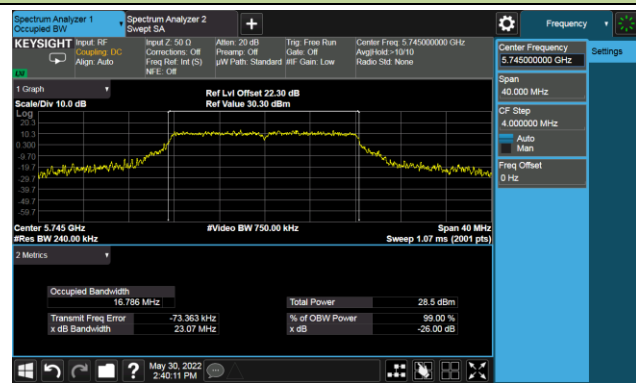 Spectrum Analyzer 1
Occupied BW
Spectrum Analyzer 2
Swept SA
Frequency
KEYSIGHT
Input: RF
Coupling: DC
Align: Auto
Input Z: 50 Ω
Corrections: Off
Freq Ref: Int (S)
NFE: Off
Atten: 20 dB
Preamp: Off
µW Path: Standard
Trig: Free Run
Gate: Off
#IF Gain: Low
Center Freq: 5.745000000 GHz
Avg|Hold:>10/10
Radio Std: None
Center Frequency
5.745000000 GHz
Settings
Span
40.000 MHz
CF Step
4.000000 MHz
Auto
Man
Freq Offset
0 Hz
1 Graph
Scale/Div 10.0 dB
Ref Lvl Offset 22.30 dB
Ref Value 30.30 dBm
Log
20.3
10.3
0.300
-9.70
-19.7
-29.7
-39.7
-49.7
-59.7
Center 5.745 GHz
#Res BW 240.00 kHz
#Video BW 750.00 kHz
Span 40 MHz
Sweep 1.07 ms (2001 pts)
2 Metrics
Occupied Bandwidth
16.786 MHz
Total Power 28.5 dBm
Transmit Freq Error -73.363 kHz
% of OBW Power 99.00 %
x dB Bandwidth 23.07 MHz
x dB -26.00 dB
May 30, 2022
2:40:11 PM